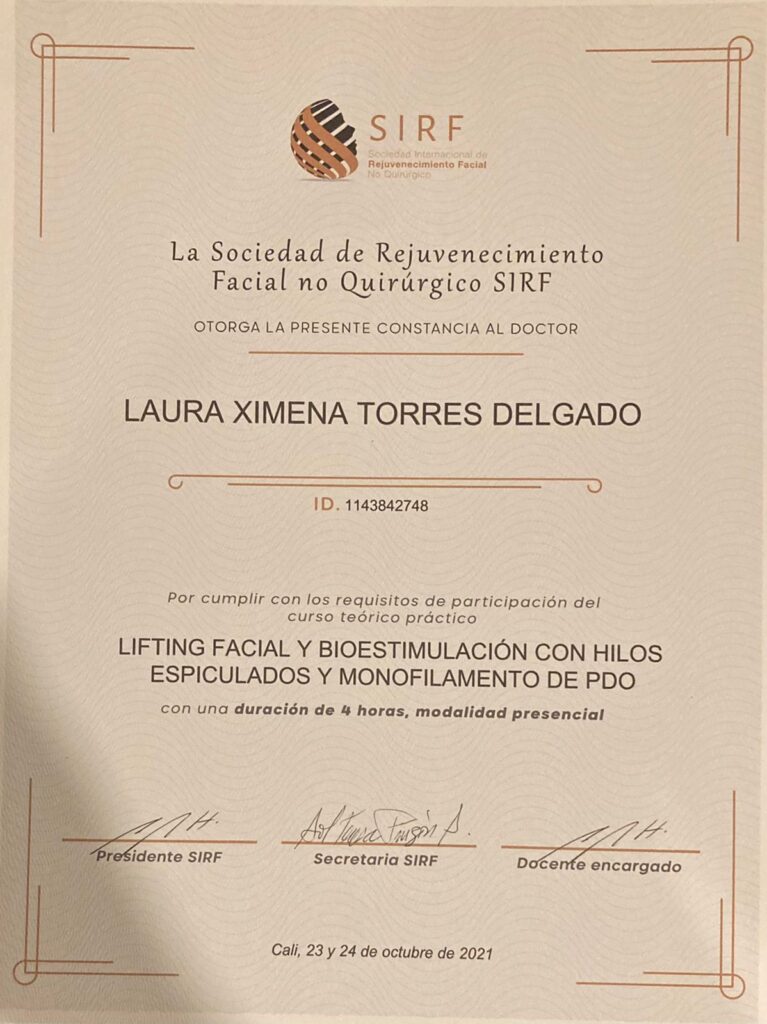 SIRF
Sociedad Internacional de
Rejuvenecimiento Facial
No Quirúrgico
La Sociedad de Rejuvenecimiento
Facial no Quirúrgico SIRF
OTORGA LA PRESENTE CONSTANCIA AL DOCTOR
LAURA XIMENA TORRES DELGADO
ID. 1143842748
Por cumplir con los requisitos de participación del
curso teórico práctico
LIFTING FACIAL Y BIOESTIMULACIÓN CON HILOS
ESPICULADOS Y MONOFILAMENTO DE PDO
con una duración de 4 horas, modalidad presencial
Presidente SIRF
Secretaria SIRF
Docente encargado
Cali, 23 y 24 de octubre de 2021